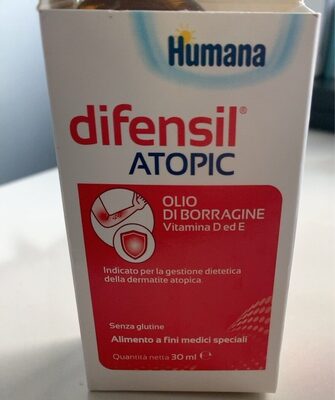 Humana
difensil®
ATOPIC
OLIO
DI BORRAGINE
Vitamina D ed E
Indicato per la gestione dietetica
della dermatite atopica.
Senza glutine
Alimento a fini medici speciali
Quantità netta 30 ml ℮